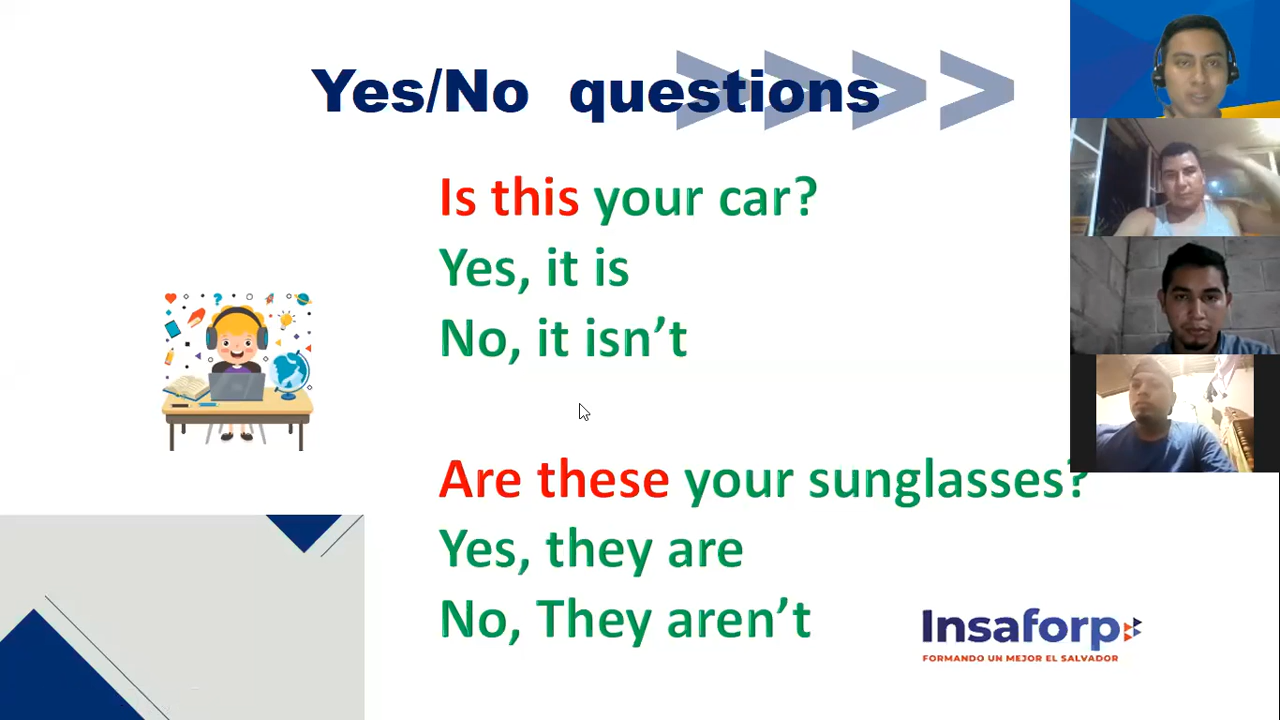 Yes/No questions
Is this your car?
Yes, it is
No, it isn’t
Are these your sunglasses?
Yes, they are
No, They aren’t
Insaforp
FORMANDO UN MEJOR EL SALVADOR